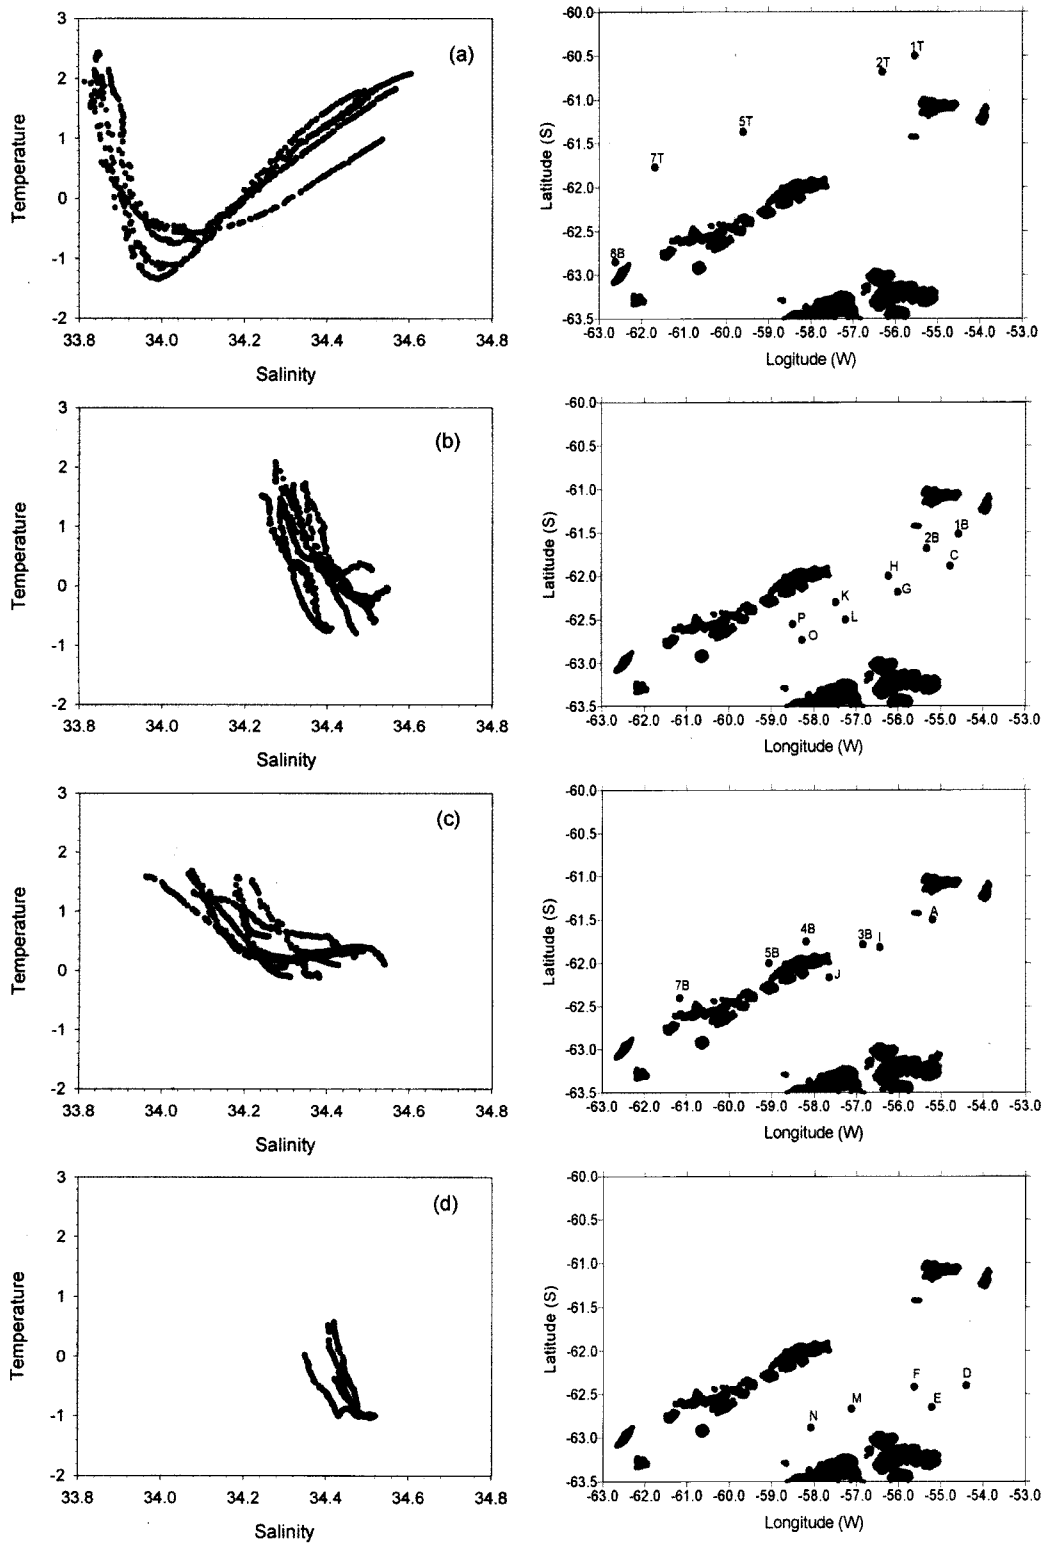 3
2
1
0
-1
-2
Temperature
(a)
33.8 34.0 34.2 34.4 34.6 34.8
Salinity
-60.0
-60.5
-61.0
-61.5
-62.0
-62.5
-63.0
-63.5
Latitude (S)
1T
2T
5T
7T
6B
-63.0 -62.0 -61.0 -60.0 -59.0 -58.0 -57.0 -56.0 -55.0 -54.0 -53.0
Logitude (W)
3
2
1
0
-1
-2
Temperature
(b)
33.8 34.0 34.2 34.4 34.6 34.8
Salinity
-60.0
-60.5
-61.0
-61.5
-62.0
-62.5
-63.0
-63.5
Latitude (S)
1B
2B
C
H
G
K
L
P
O
-63.0 -62.0 -61.0 -60.0 -59.0 -58.0 -57.0 -56.0 -55.0 -54.0 -53.0
Longitude (W)
3
2
1
0
-1
-2
Temperature
(c)
33.8 34.0 34.2 34.4 34.6 34.8
Salinity
-60.0
-60.5
-61.0
-61.5
-62.0
-62.5
-63.0
-63.5
Latitude (S)
A
4B
3B
I
5B
J
7B
-63.0 -62.0 -61.0 -60.0 -59.0 -58.0 -57.0 -56.0 -55.0 -54.0 -53.0
Longitude (W)
3
2
1
0
-1
-2
Temperature
(d)
33.8 34.0 34.2 34.4 34.6 34.8
Salinity
-60.0
-60.5
-61.0
-61.5
-62.0
-62.5
-63.0
-63.5
Latitude (S)
F
D
E
M
N
-63.0 -62.0 -61.0 -60.0 -59.0 -58.0 -57.0 -56.0 -55.0 -54.0 -53.0
Longitude (W)